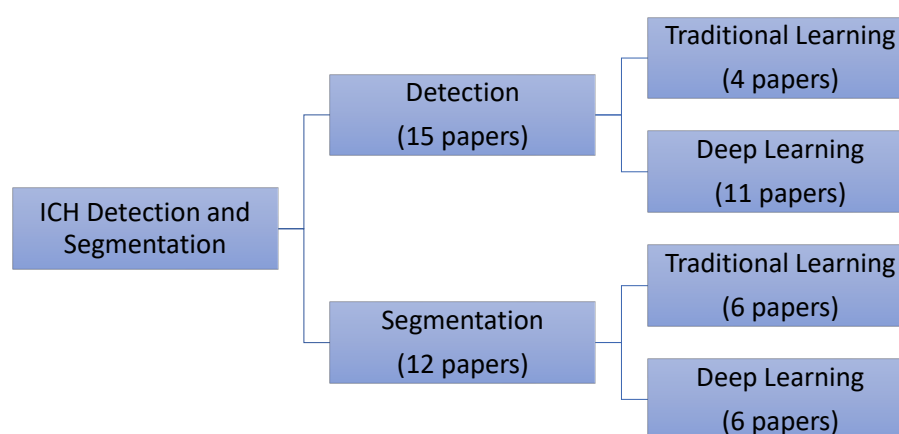 ICH Detection and
Segmentation
Detection
(15 papers)
Traditional Learning
(4 papers)
Deep Learning
(11 papers)
Segmentation
(12 papers)
Traditional Learning
(6 papers)
Deep Learning
(6 papers)